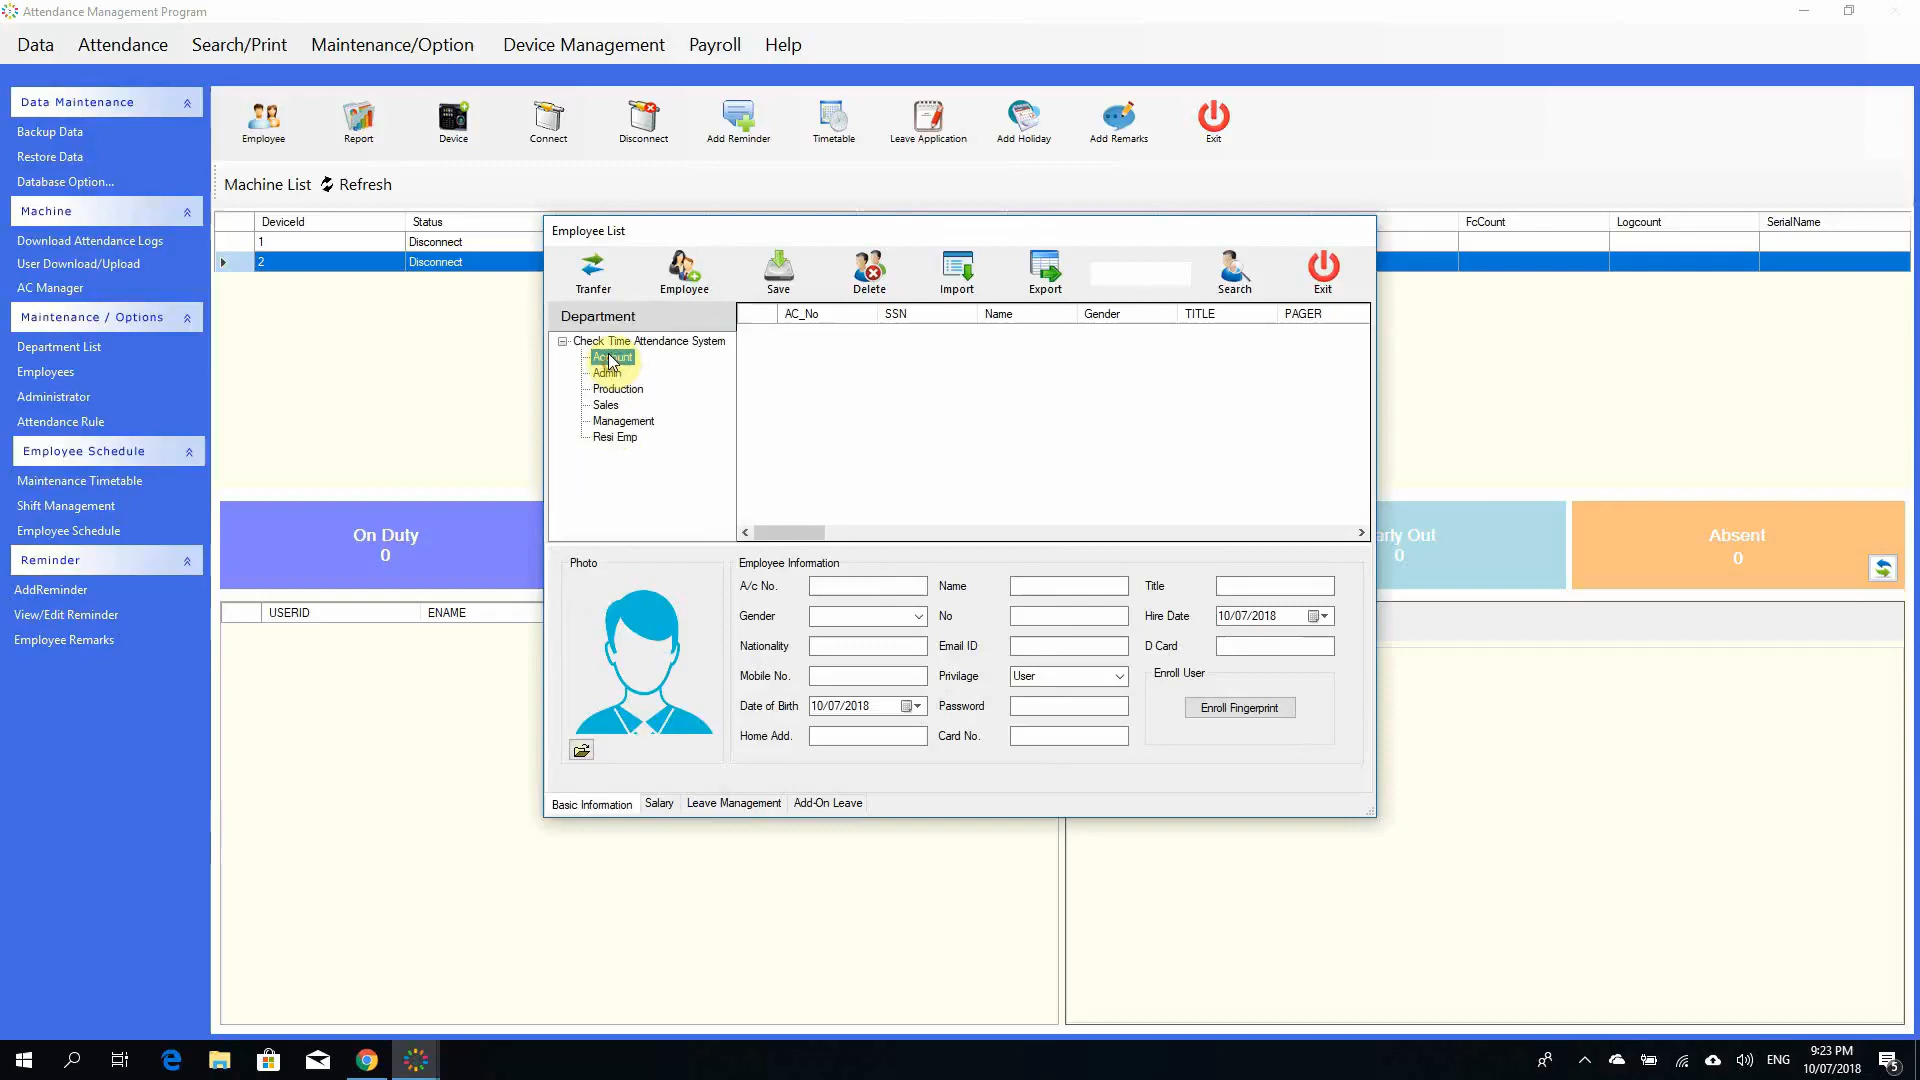 Attendance Management Program
Data Attendance Search/Print Maintenance/Option Device Management Payroll Help
Data Maintenance
Backup Data
Restore Data
Database Option...
Machine
Download Attendance Logs
User Download/Upload
AC Manager
Maintenance / Options
Department List
Employees
Administrator
Attendance Rule
Employee Schedule
Maintenance Timetable
Shift Management
Employee Schedule
Reminder
AddReminder
View/Edit Reminder
Employee Remarks
Employee Report Device Connect Disconnect Add Reminder Timetable Leave Application Add Holiday Add Remarks Exit
Machine List Refresh
DeviceId Status FcCount Logcount SerialName
1 Disconnect
2 Disconnect
On Duty
0
arly Out
0
Absent
0
USERID ENAME
Employee List
Tranfer Employee Save Delete Import Export Search Exit
Department
Check Time Attendance System
Account
Admin
Production
Sales
Management
Resi Emp
AC_No SSN Name Gender TITLE PAGER
Photo
Employee Information
A/c No. Name Title
Gender No Hire Date 10/07/2018
Nationality Email ID D Card
Mobile No. Privilage User Enroll User
Date of Birth 10/07/2018 Password Enroll Fingerprint
Home Add. Card No.
Basic Information Salary Leave Management Add-On Leave
ENG
9:23 PM
10/07/2018
5